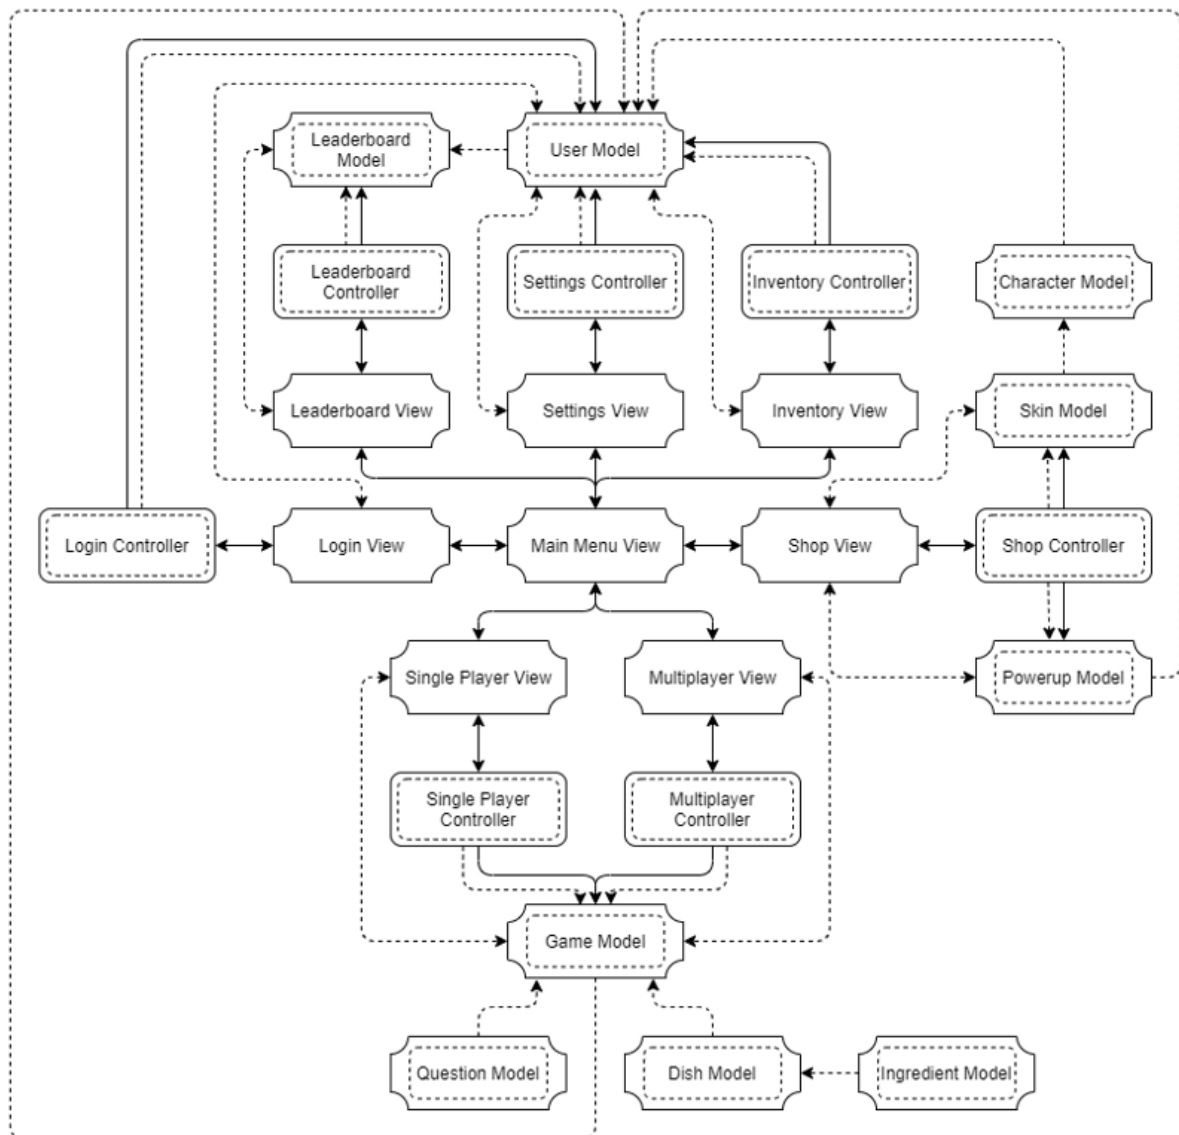 Leaderboard
Model
User Model
Leaderboard
Controller
Settings Controller
Inventory Controller
Character Model
Leaderboard View
Settings View
Inventory View
Skin Model
Login Controller
Login View
Main Menu View
Shop View
Shop Controller
Single Player View
Multiplayer View
Powerup Model
Single Player
Controller
Multiplayer
Controller
Game Model
Question Model
Dish Model
Ingredient Model